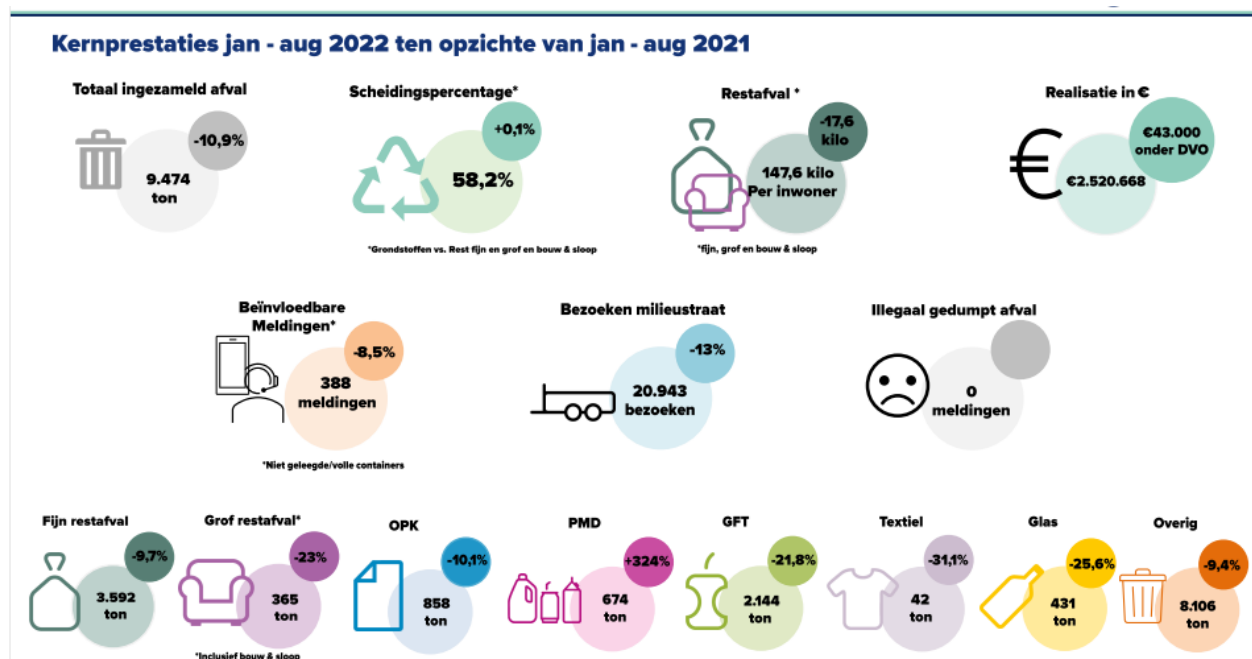 Kernprestaties jan - aug 2022 ten opzichte van jan - aug 2021
Totaal ingezameld afval
-10,9%
9.474
ton
Scheidingspercentage*
+0,1%
58,2%
*Grondstoffen vs. Rest fijn en grof en bouw & sloop
Restafval *
-17,6
kilo
147,6 kilo
Per inwoner
*fijn, grof en bouw & sloop
Realisatie in €
€43.000
onder DVO
€
€2.520.668
Beïnvloedbare
Meldingen*
-8,5%
388
meldingen
*Niet geleegde/volle containers
Bezoeken milieustraat
-13%
20.943
bezoeken
Illegaal gedumpt afval
0
meldingen
Fijn restafval
-9,7%
3.592
ton
Grof restafval*
-23%
365
ton
*Inclusief bouw & sloop
OPK
-10,1%
858
ton
PMD
+324%
674
ton
GFT
-21,8%
2.144
ton
Textiel
-31,1%
42
ton
Glas
-25,6%
431
ton
Overig
-9,4%
8.106
ton